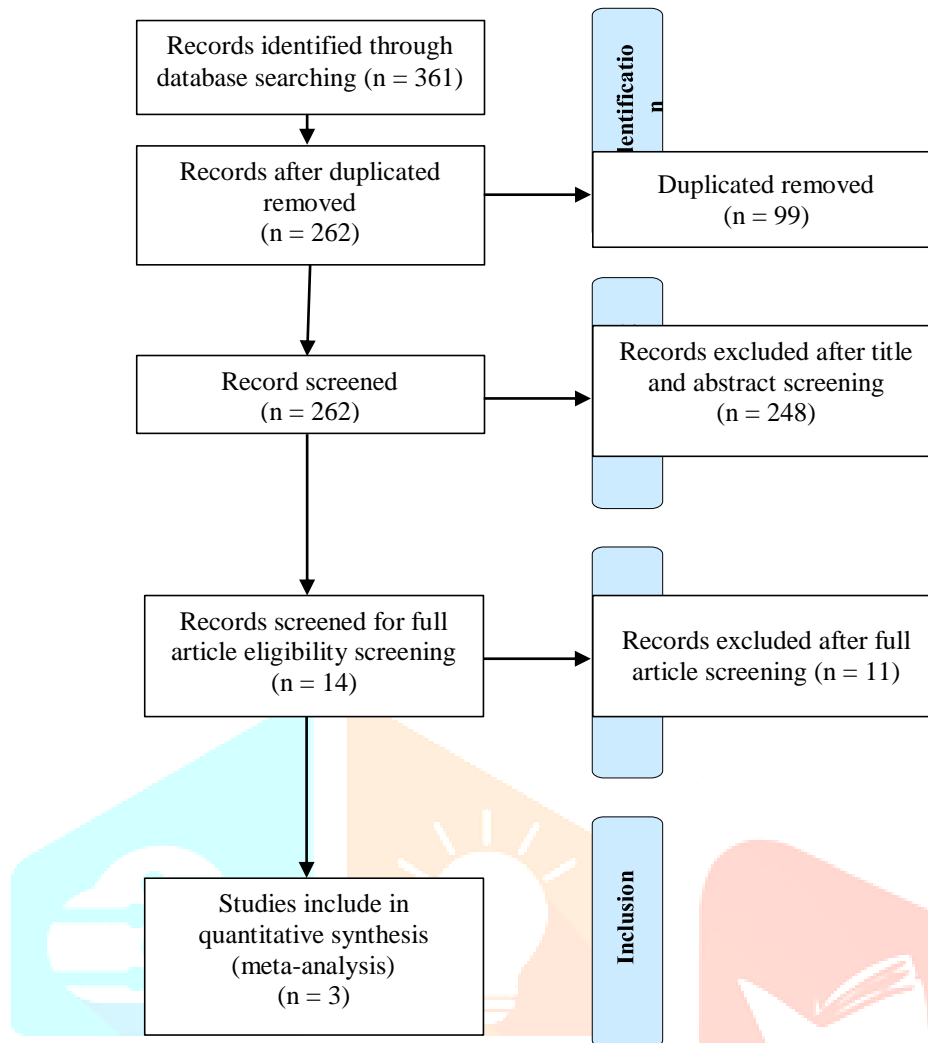 Records identified through
database searching (n = 361)
Records after duplicated
removed
(n = 262)
dentificatio
n
Duplicated removed
(n = 99)
Record screened
(n = 262)
Records excluded after title
and abstract screening
(n = 248)
Records screened for full
article eligibility screening
(n = 14)
Records excluded after full
article screening (n = 11)
Studies include in
quantitative synthesis
(meta-analysis)
(n = 3)
Inclusion